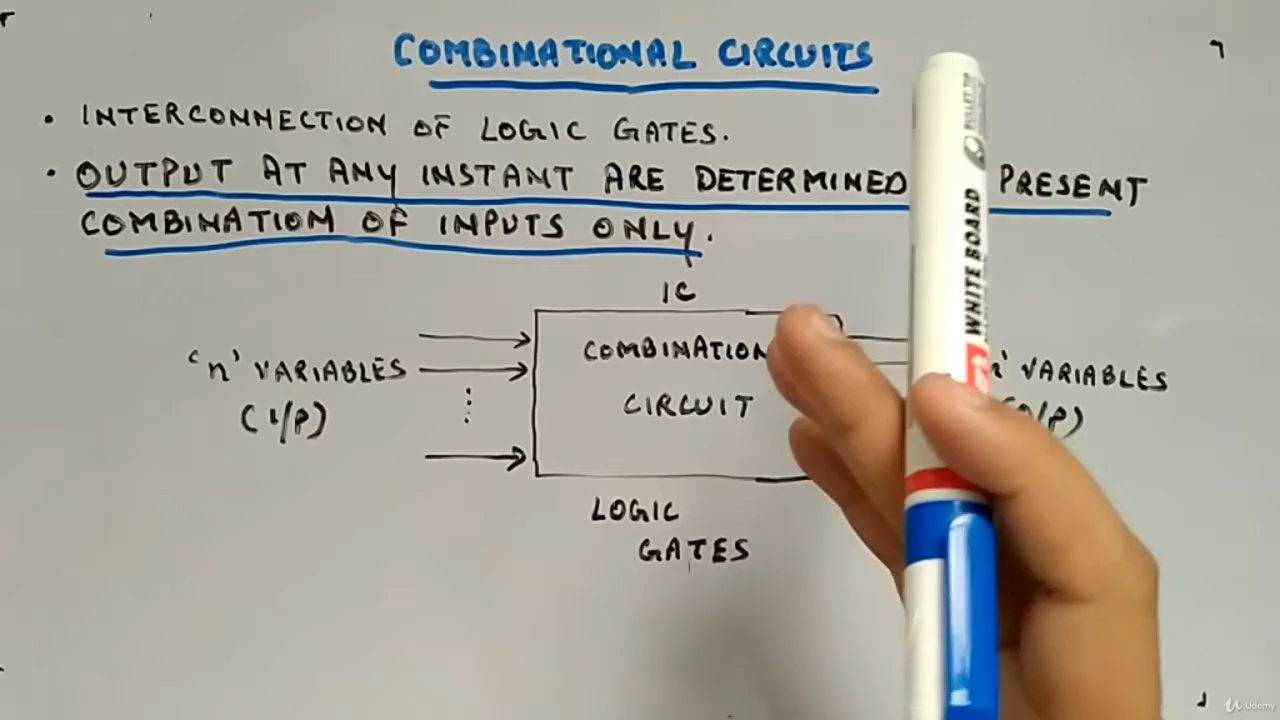 COMBINATIONAL CIRCUITS
• INTERCONNECTION OF LOGIC GATES.
• OUTPUT AT ANY INSTANT ARE DETERMINED PRESENT
COMBINATION OF INPUTS ONLY.
IC
'n' VARIABLES
(I/P)
COMBINATION
CIRCUIT
VARIABLES
LOGIC
GATES
WHITE BOARD
Udemy